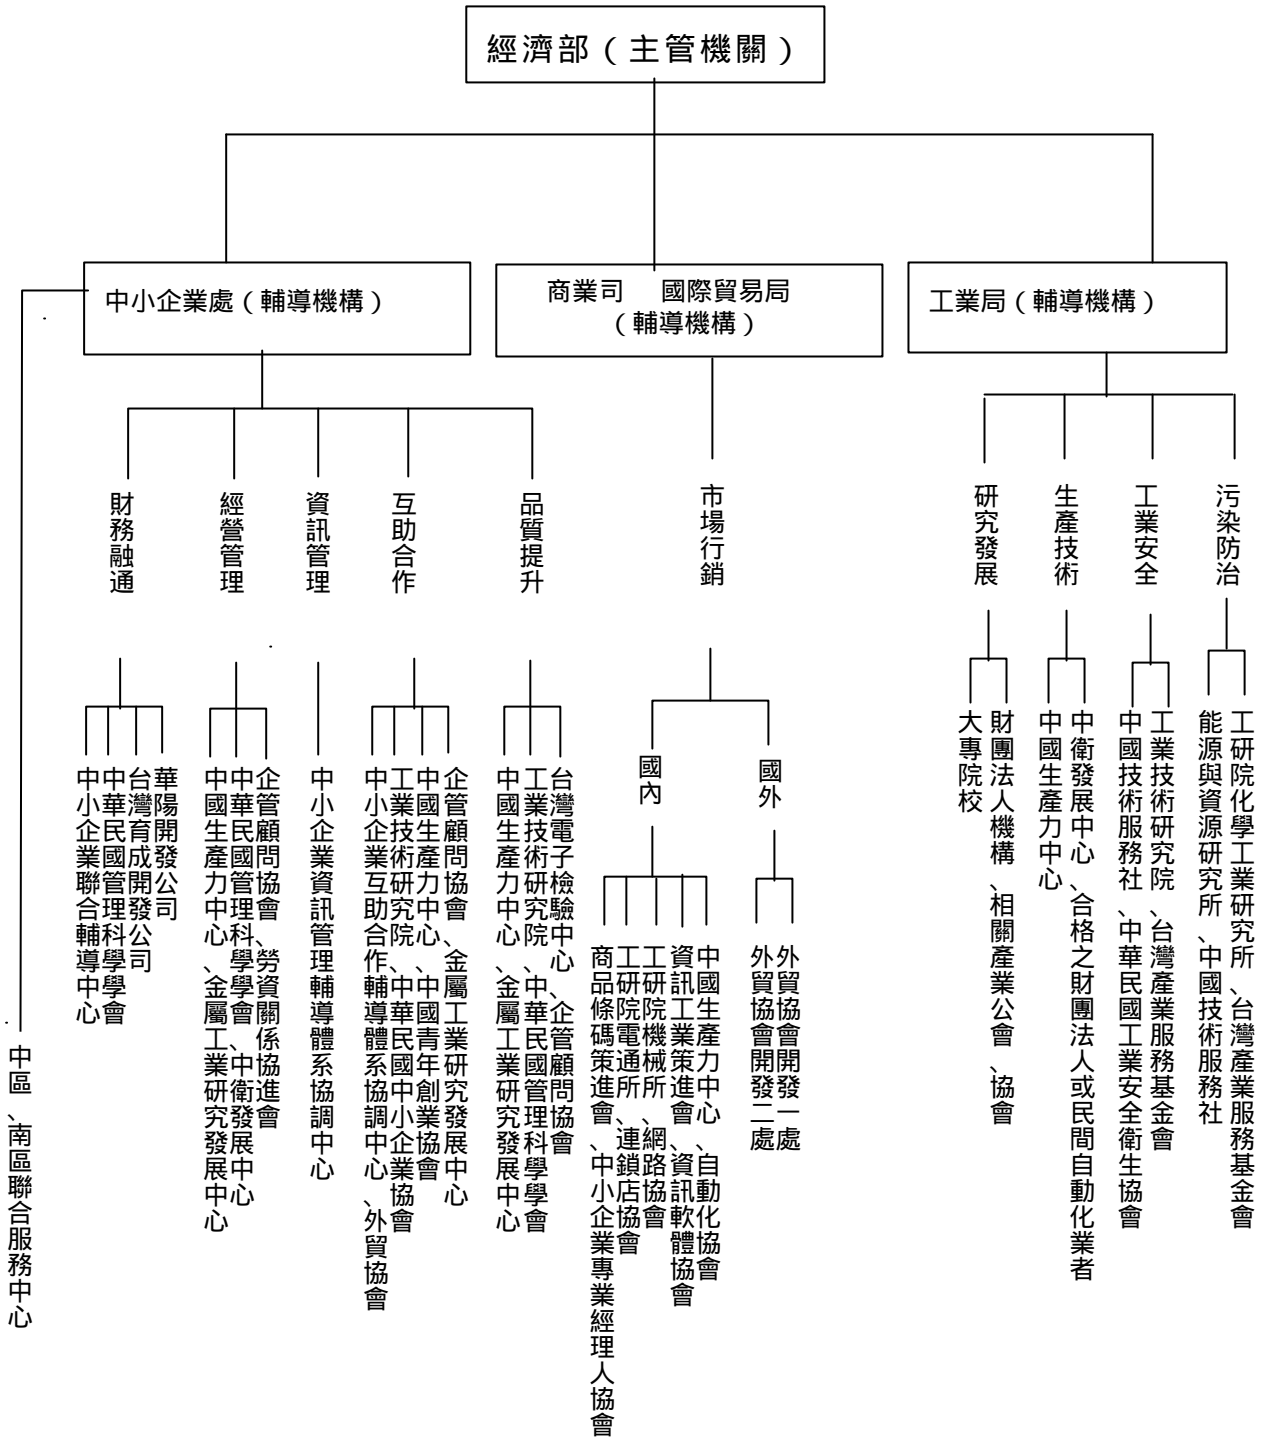 經濟部（主管機關）
中小企業處（輔導機構）
商業司 國際貿易局
（輔導機構）
工業局（輔導機構）
財務融通
經營管理
資訊管理
互助合作
品質提升
市場行銷
研究發展
生產技術
工業安全
污染防治
國內
國外
中區、南區聯合服務中心
中小企業聯合輔導中心
中華民國管理科學學會
台灣育成開發公司
華陽開發公司
中國生產力中心、金屬工業研究發展中心
中華民國管理科學學會、中衛發展中心
企管顧問協會、勞資關係協進會
中小企業資訊管理輔導體系協調中心
中小企業互助合作輔導體系協調中心、外貿協會
工業技術研究院、中華民國中小企業協會
中國生產力中心、中國青年創業協會
企管顧問協會、金屬工業研究發展中心
中國生產力中心、金屬工業研究發展中心
工業技術研究院、中華民國管理科學學會
台灣電子檢驗中心、企管顧問協會
商品條碼策進會、中小企業專業經理人協會
工研院電通所、連鎖店協會
工研院機械所、網路協會
資訊工業策進會、資訊軟體協會
中國生產力中心、自動化協會
外貿協會開發二處
外貿協會開發一處
大專院校
財團法人機構、相關產業公會、協會
中國生產力中心
中衛發展中心、合格之財團法人或民間自動化業者
中國技術服務社、中華民國工業安全衛生協會
工業技術研究院、台灣產業服務基金會
能源與資源研究所、中國技術服務社
工研院化學工業研究所、台灣產業服務基金會